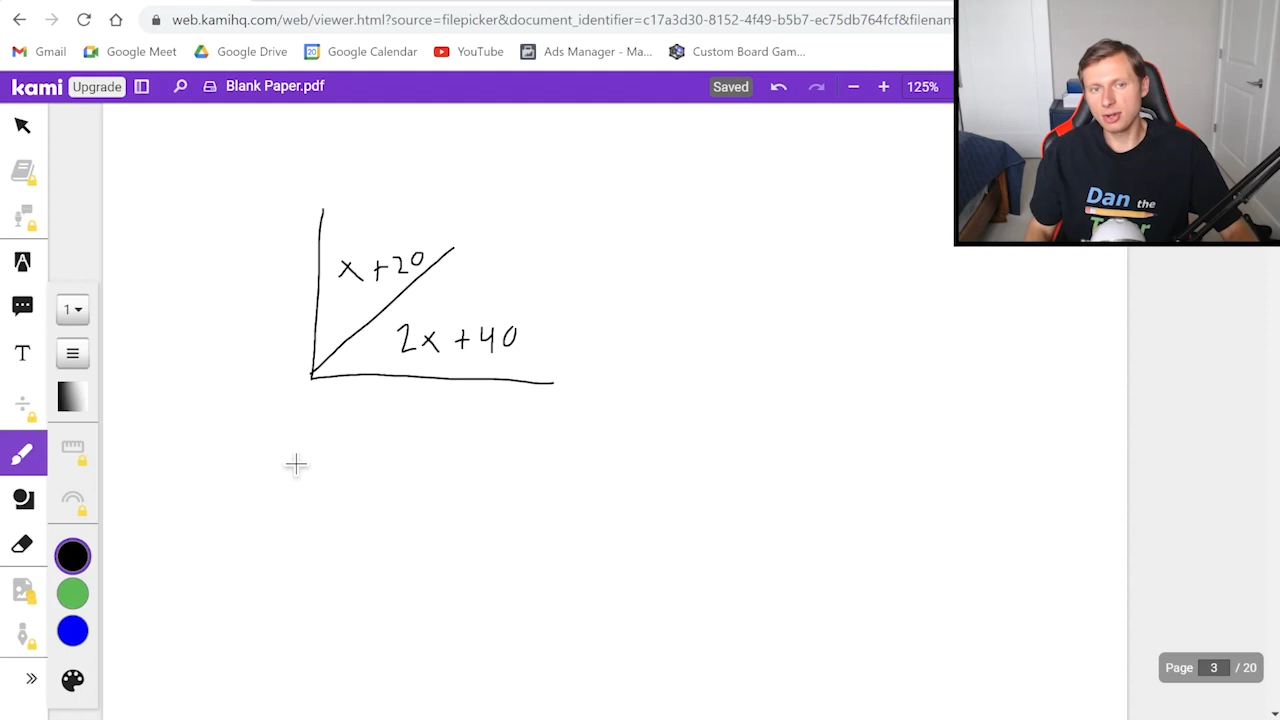 web.kamihq.com/web/viewer.html?source=filepicker&document_identifier=c17a3d30-8152-4f49-b5b7-ec75db764fcf&filenam
Gmail
Google Meet
Google Drive
20
Google Calendar
YouTube
Ads Manager - Ma...
Custom Board Gam...
kami
Upgrade
Blank Paper.pdf
Saved
125%
Dan the
x+20
1
2x+40
T
Page 3 / 20